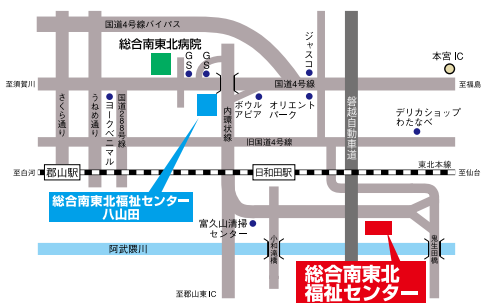 国道4号線バイパス
総合南東北病院
GS
GS
ジャスコ
本宮IC
至須賀川
国道4号線
至福島
さくら通り
うねめ通り
ヨークベニマル
国道288号線
ボウル
アピア
オリエント
パーク
内環状線
磐越自動車道
デリカショップ
わたなべ
旧国道4号線
東北本線
至白河
郡山駅
日和田駅
至仙台
総合南東北福祉センター
八山田
富久山清掃
センター
阿武隈川
小和滝橋
鬼生田橋
総合南東北
福祉センター
至郡山東IC